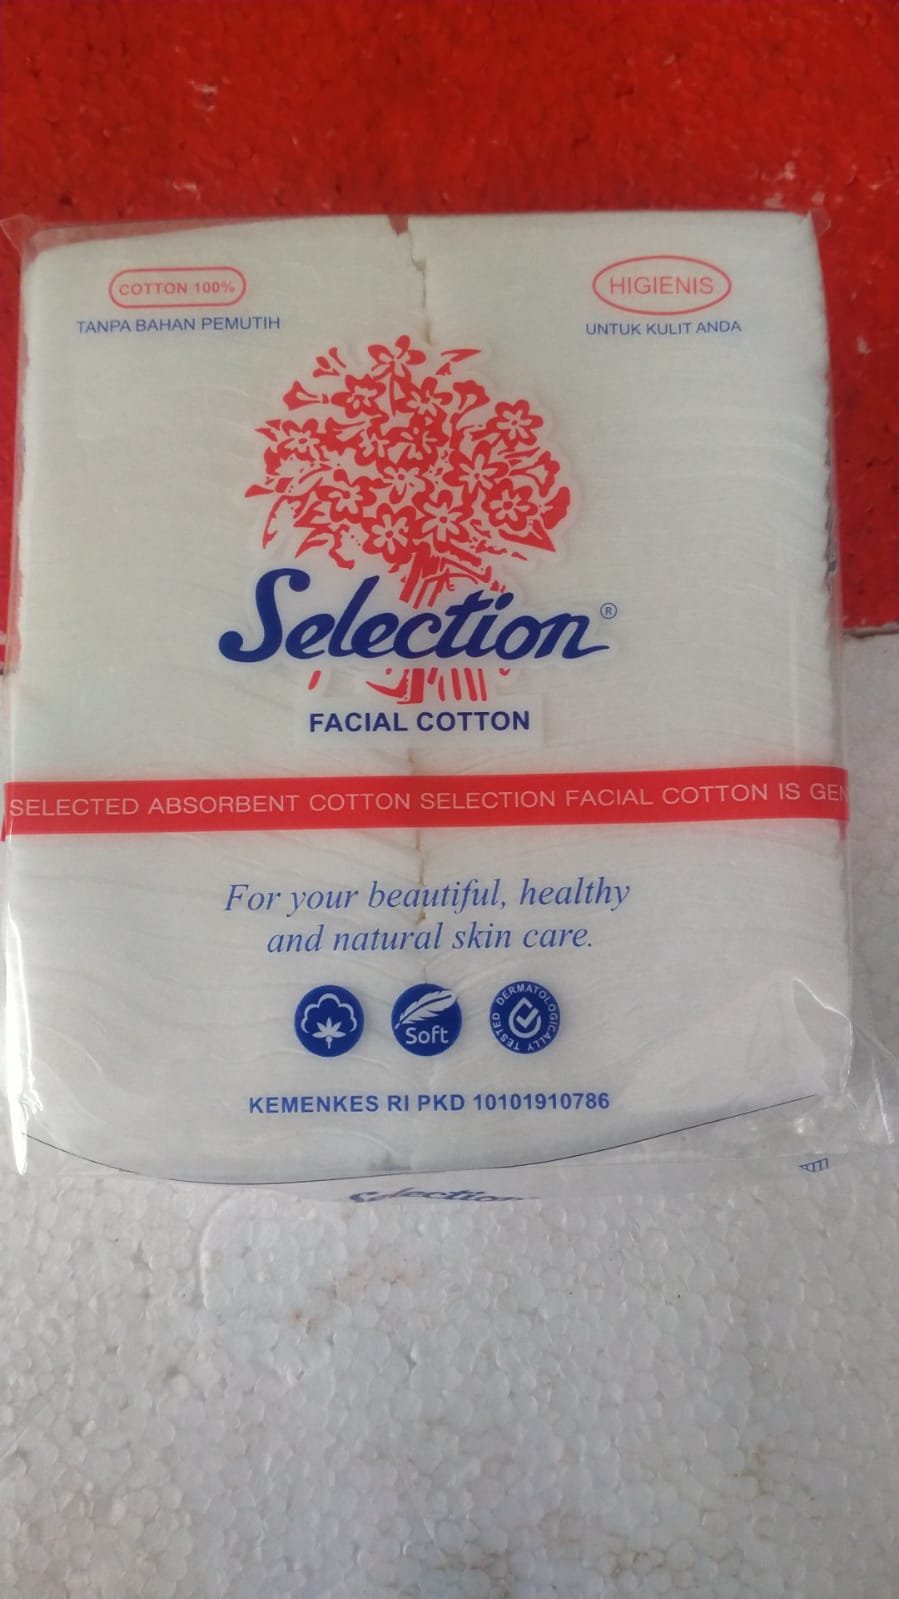 COTTON 100%
TANPA BAHAN PEMUTIH
HIGIENIS
UNTUK KULIT ANDA
Selection®
FACIAL COTTON
SELECTED ABSORBENT COTTON SELECTION FACIAL COTTON IS GEN
For your beautiful, healthy
and natural skin care.
Soft
DERMATOLOGICALLY TESTED
KEMENKES RI PKD 10101910786
Selection